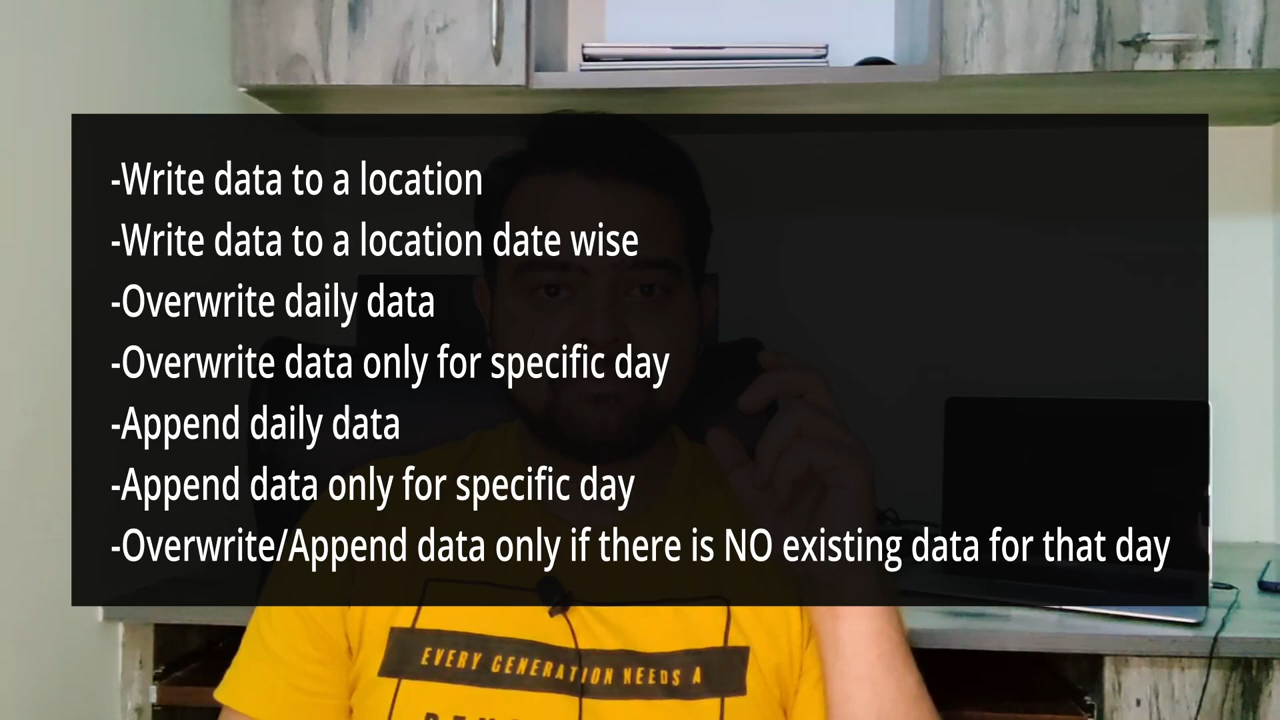 -Write data to a location
-Write data to a location date wise
-Overwrite daily data
-Overwrite data only for specific day
-Append daily data
-Append data only for specific day
-Overwrite/Append data only if there is NO existing data for that day
EVERY GENERATION NEEDS A